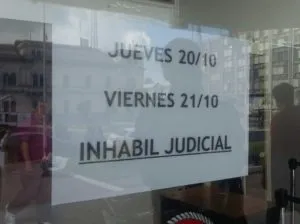 JUEVES 20/10
VIERNES 21/10
INHABIL JUDICIAL